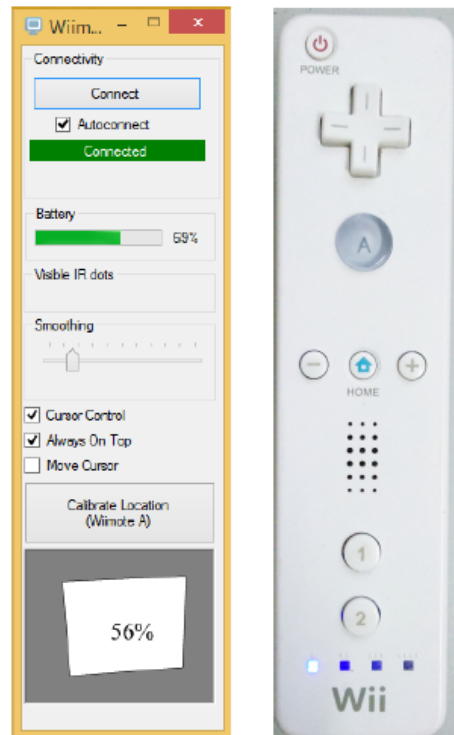 Wiim...
Connectivity
Connect
Autoconnect
Connected
Battery
69%
Visible IR dots
Smoothing
Cursor Control
Always On Top
Move Cursor
Calibrate Location
(Wiimote A)
56%
POWER
A
HOME
1
2
Wii